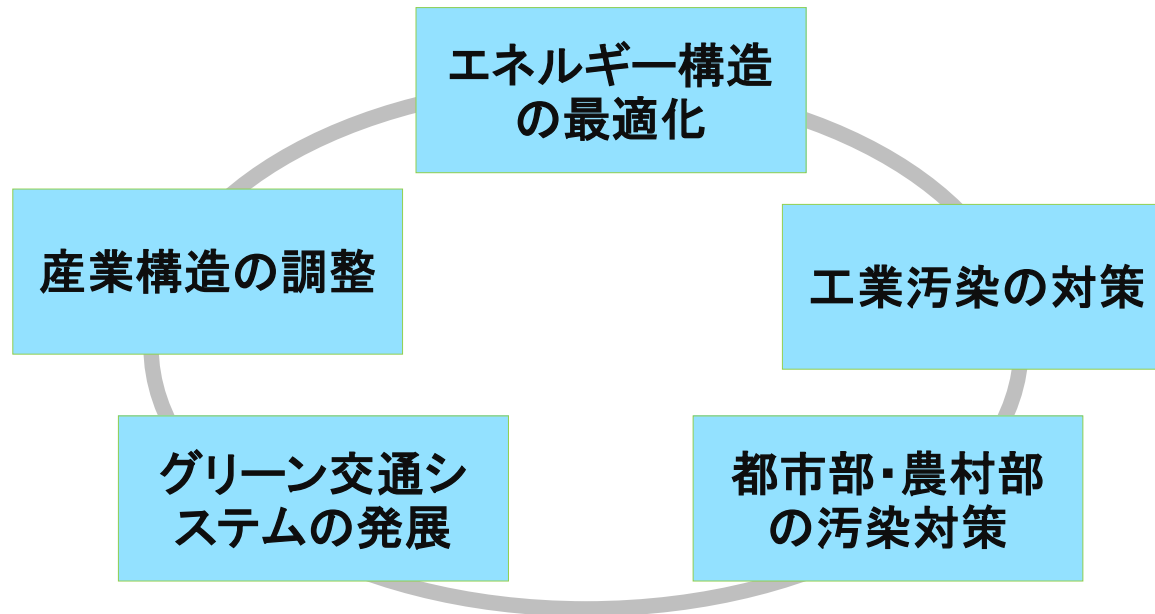 エネルギー構造
の最適化
産業構造の調整
工業汚染の対策
グリーン交通シ
ステムの発展
都市部・農村部
の汚染対策